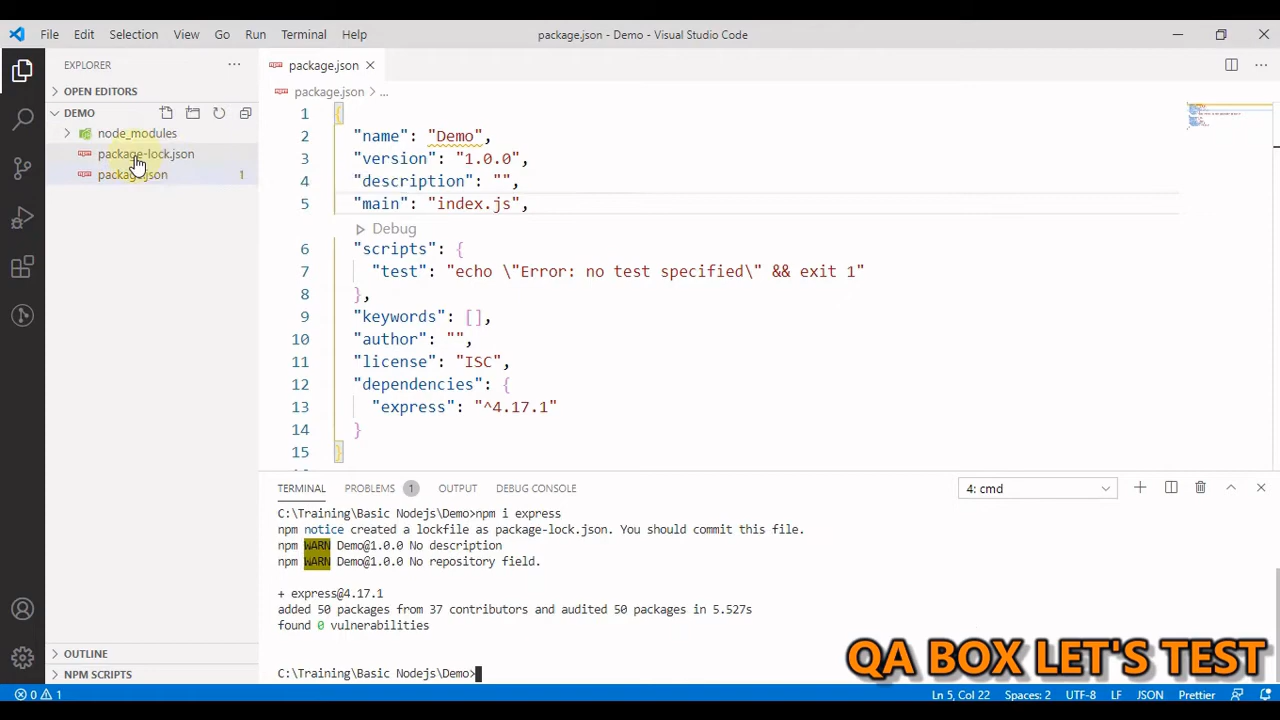 File Edit Selection View Go Run Terminal Help
package.json - Demo - Visual Studio Code
EXPLORER
OPEN EDITORS
DEMO
node_modules
package-lock.json
package.json 1
OUTLINE
NPM SCRIPTS
package.json
package.json > ...
1 {
2 "name": "Demo",
3 "version": "1.0.0",
4 "description": "",
5 "main": "index.js",
Debug
6 "scripts": {
7 "test": "echo \"Error: no test specified\" && exit 1"
8 },
9 "keywords": [],
10 "author": "",
11 "license": "ISC",
12 "dependencies": {
13 "express": "^4.17.1"
14 }
15 }
TERMINAL PROBLEMS 1 OUTPUT DEBUG CONSOLE 4: cmd
C:\Training\Basic Nodejs\Demo>npm i express
npm notice created a lockfile as package-lock.json. You should commit this file.
npm WARN Demo@1.0.0 No description
npm WARN Demo@1.0.0 No repository field.
+ express@4.17.1
added 50 packages from 37 contributors and audited 50 packages in 5.527s
found 0 vulnerabilities
C:\Training\Basic Nodejs\Demo>
QA BOX LET'S TEST
0 1 Ln 5, Col 22 Spaces: 2 UTF-8 LF JSON Prettier